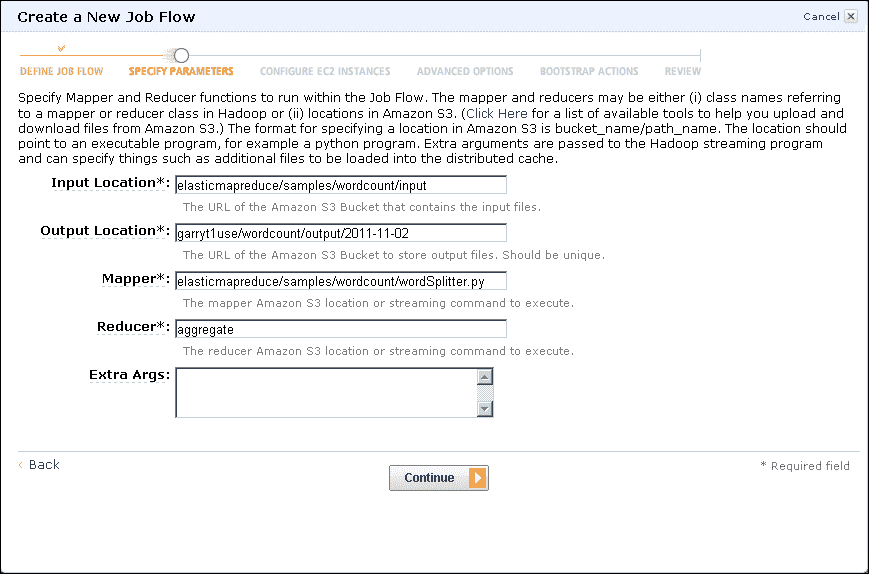 Create a New Job Flow
Cancel
DEFINE JOB FLOW SPECIFY PARAMETERS CONFIGURE EC2 INSTANCES ADVANCED OPTIONS BOOTSTRAP ACTIONS REVIEW
Specify Mapper and Reducer functions to run within the Job Flow. The mapper and reducers may be either (i) class names referring
to a mapper or reducer class in Hadoop or (ii) locations in Amazon S3. (Click Here for a list of available tools to help you upload and
download files from Amazon S3.) The format for specifying a location in Amazon S3 is bucket_name/path_name. The location should
point to an executable program, for example a python program. Extra arguments are passed to the Hadoop streaming program
and can specify things such as additional files to be loaded into the distributed cache.
Input Location*: elasticmapreduce/samples/wordcount/input
The URL of the Amazon S3 Bucket that contains the input files.
Output Location*: garryt1use/wordcount/output/2011-11-02
The URL of the Amazon S3 Bucket to store output files. Should be unique.
Mapper*: elasticmapreduce/samples/wordcount/wordSplitter.py
The mapper Amazon S3 location or streaming command to execute.
Reducer*: aggregate
The reducer Amazon S3 location or streaming command to execute.
Extra Args:
Back
Continue
* Required field